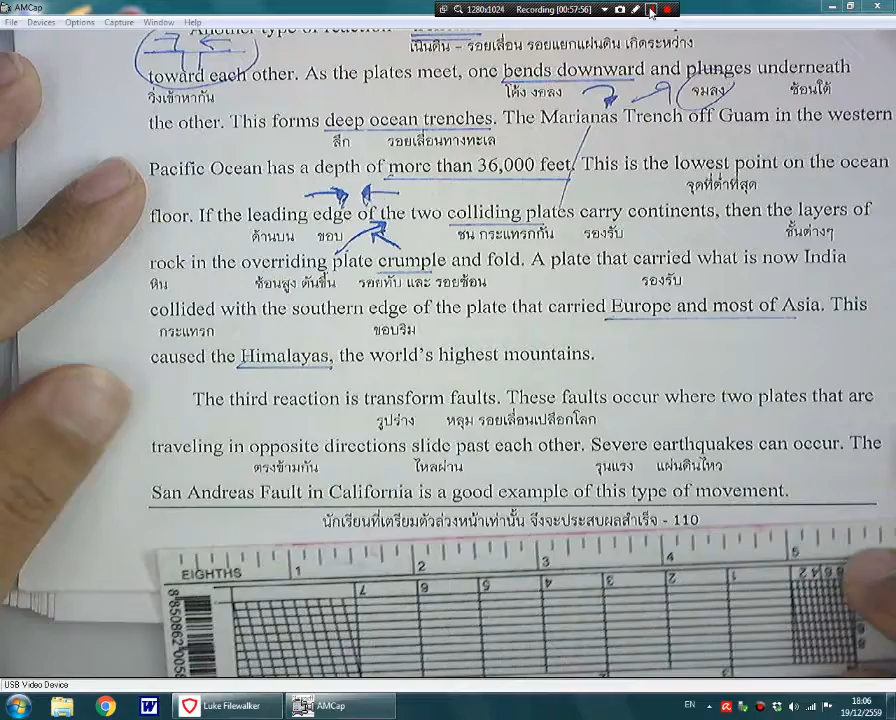 AMCap
1280x1024 Recording [00:57:56]
File Devices Options Capture Window Help
Another type of reaction
เนินดิน – รอยเลื่อน รอยแยกแผ่นดิน เกิดระหว่าง
toward each other. As the plates meet, one bends downward and plunges underneath
วิ่งเข้าหากัน โค้ง งอลง จมลง ซ้อนใต้
the other. This forms deep ocean trenches. The Marianas Trench off Guam in the western
ลึก รอยเลื่อนทางทะเล
Pacific Ocean has a depth of more than 36,000 feet. This is the lowest point on the ocean
จุดที่ต่ำที่สุด
floor. If the leading edge of the two colliding plates carry continents, then the layers of
ด้านบน ขอบ ชน กระแทรกกัน รองรับ ชั้นต่างๆ
rock in the overriding plate crumple and fold. A plate that carried what is now India
หิน ซ้อนสูง ดันขึ้น รอยทับ และ รอยซ้อน รองรับ
collided with the southern edge of the plate that carried Europe and most of Asia. This
กระแทรก ขอบริม
caused the Himalayas, the world's highest mountains.
The third reaction is transform faults. These faults occur where two plates that are
รูปร่าง หลุม รอยเลื่อนเปลือกโลก
traveling in opposite directions slide past each other. Severe earthquakes can occur. The
ตรงข้ามกัน ไหลผ่าน รุนแรง แผ่นดินไหว
San Andreas Fault in California is a good example of this type of movement.
นักเรียนที่เตรียมตัวล่วงหน้าเท่านั้น จึงจะประสบผลสำเร็จ - 110
EIGHTHS 1 2 3 4 5
7 6 5 4 3 2 1
USB Video Device
Luke Filewalker AMCap EN 18:06
19/12/2559